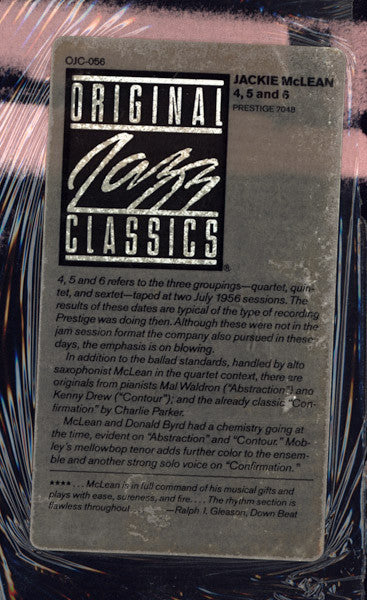 OJC-056
JACKIE McLEAN
4, 5 and 6
PRESTIGE 7048
ORIGINAL
Jazz
CLASSICS
®
4, 5 and 6 refers to the three groupings—quartet, quin-
tet, and sextet—taped at two July 1956 sessions. The
results of these dates are typical of the type of recording
Prestige was doing then. Although these were not in the
jam session format the company also pursued in these
days, the emphasis is on blowing.
In addition to the ballad standards, handled by alto
saxophonist McLean in the quartet context, there are
originals from pianists Mal Waldron ("Abstraction") and
Kenny Drew ("Contour"); and the already classic "Con-
firmation" by Charlie Parker.
McLean and Donald Byrd had a chemistry going at
the time, evident on "Abstraction" and "Contour." Mob-
ley's mellowbop tenor adds further color to the ensem-
ble and another strong solo voice on "Confirmation."
★★★★ . . . McLean is in full command of his musical gifts and
plays with ease, sureness, and fire. . . . The rhythm section is
flawless throughout —Ralph J. Gleason, Down Beat